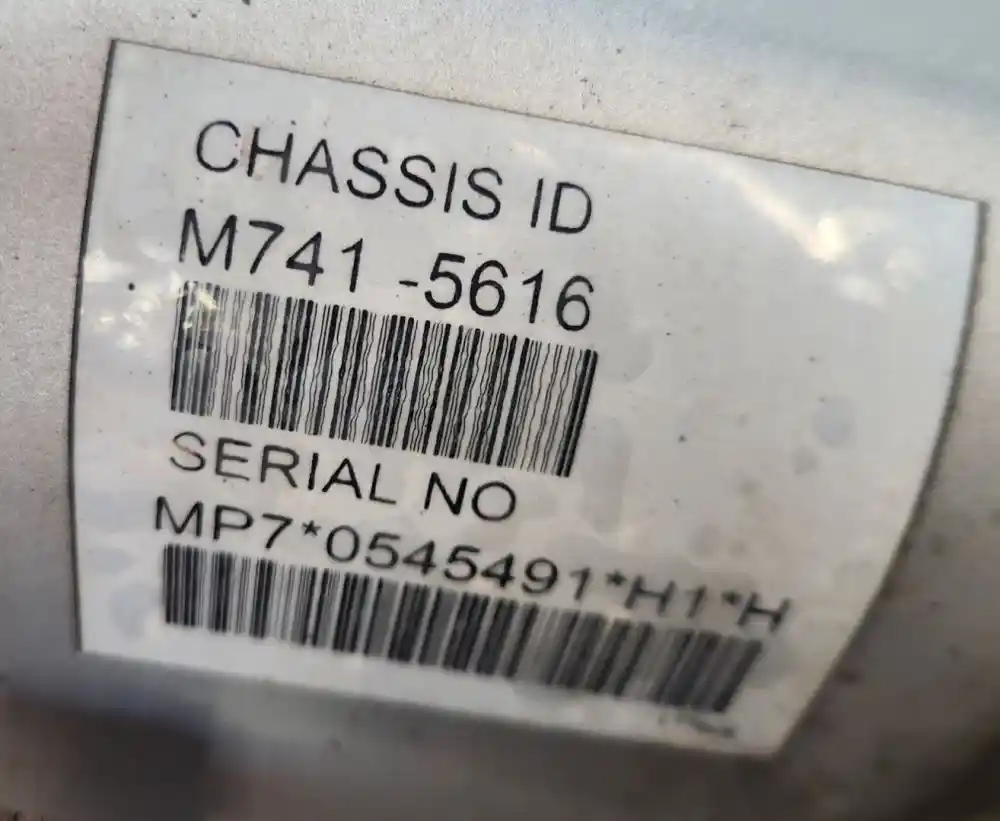 CHASSIS ID
M741 -5616
SERIAL NO
MP7*0545491*H1*H